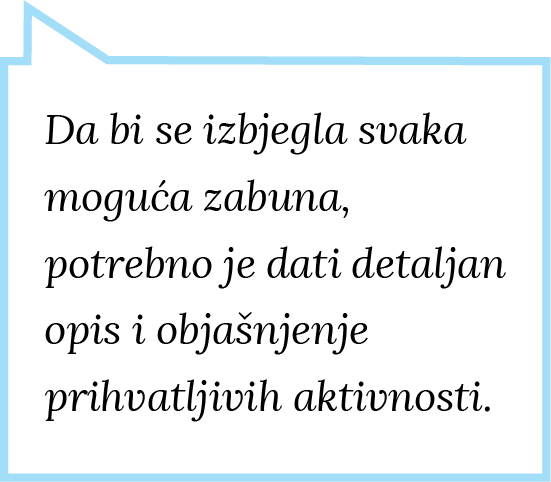 Da bi se izbjegla svaka
moguća zabuna,
potrebno je dati detaljan
opis i objašnjenje
prihvatljivih aktivnosti.